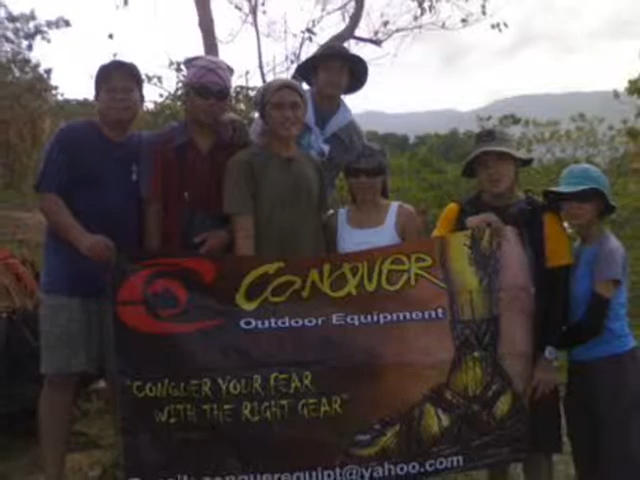 CONQUER
Outdoor Equipment
"CONQUER YOUR FEAR
WITH THE RIGHT GEAR"
conquerequipt@yahoo.com